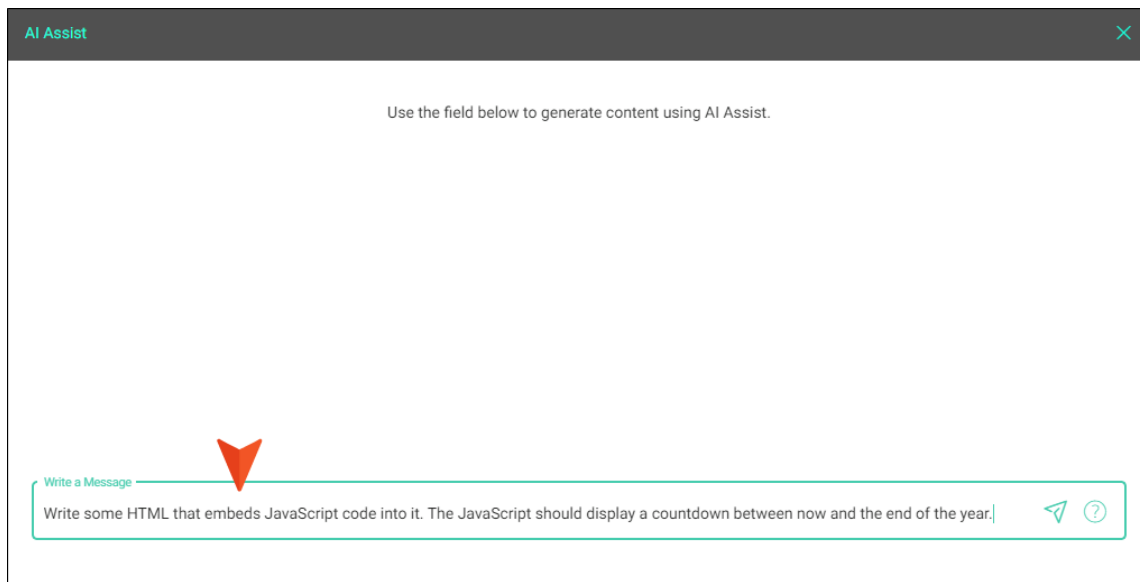 AI Assist
Use the field below to generate content using AI Assist.
Write a Message
Write some HTML that embeds JavaScript code into it. The JavaScript should display a countdown between now and the end of the year.